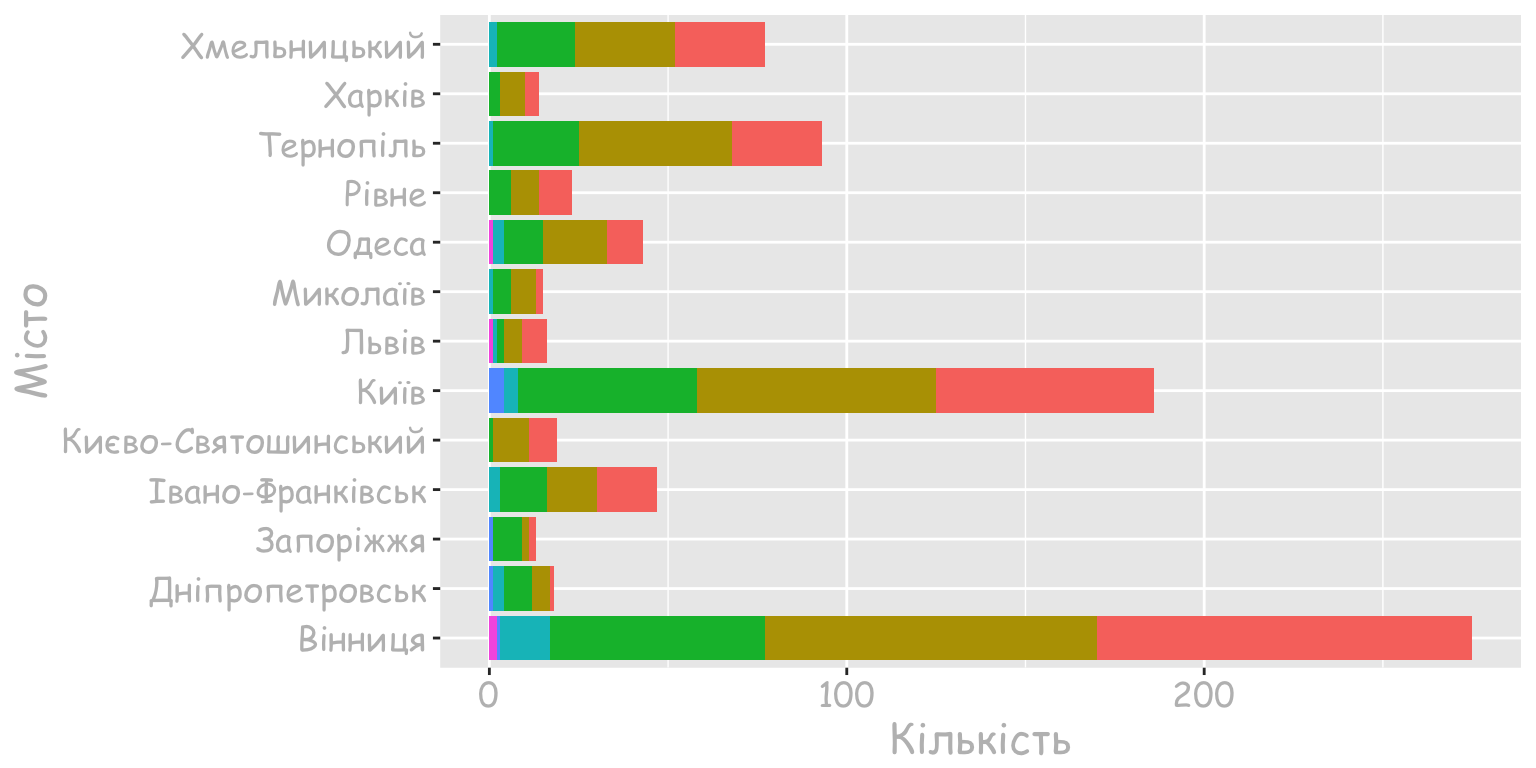 Хмельницький
Харків
Тернопіль
Рівне
Одеса
Миколаїв
Львів
Київ
Києво-Святошинський
Івано-Франківськ
Запоріжжя
Дніпропетровськ
Вінниця
Місто
0 100 200
Кількість